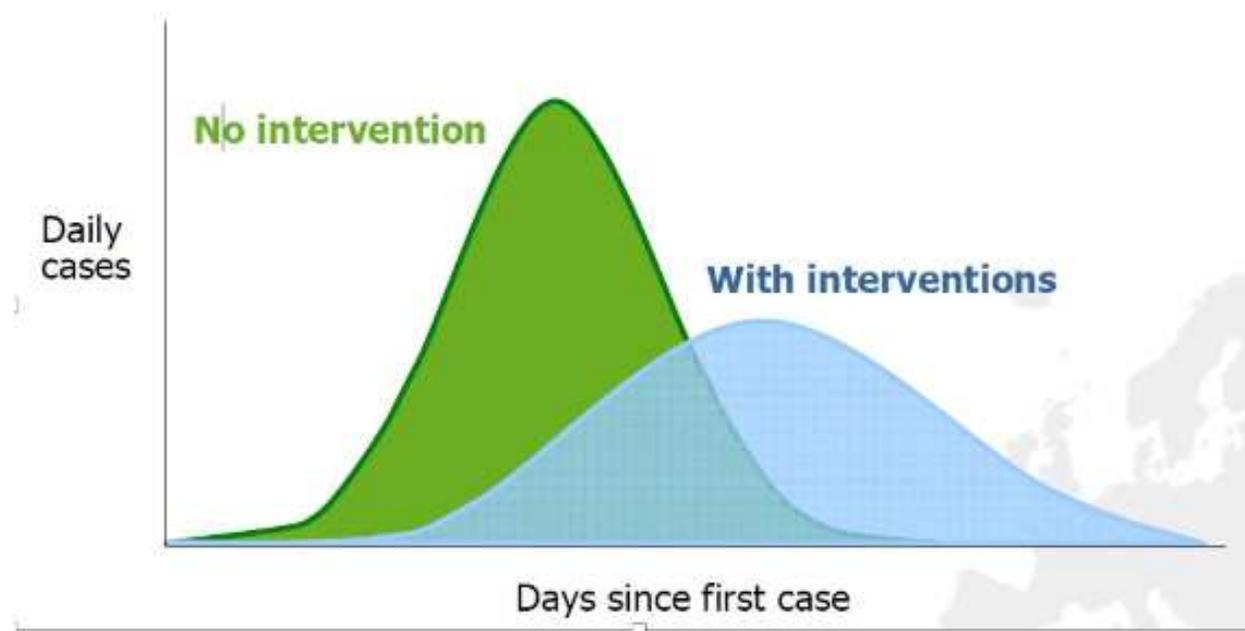 No intervention
Daily
cases
With interventions
Days since first case